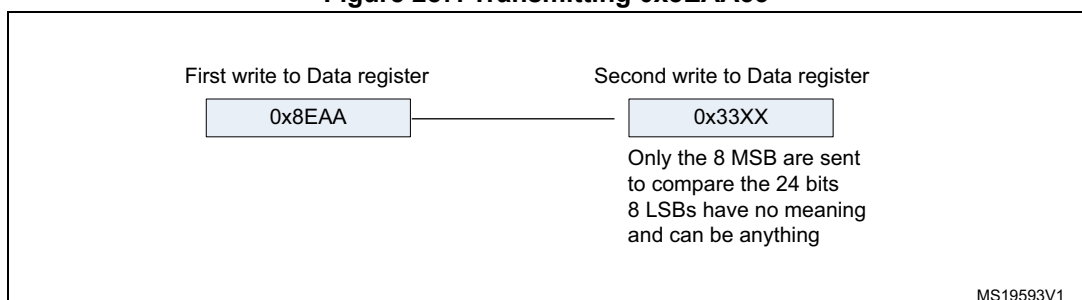 First write to Data register
Second write to Data register
0x8EAA
0x33XX
Only the 8 MSB are sent
to compare the 24 bits
8 LSBs have no meaning
and can be anything
MS19593V1